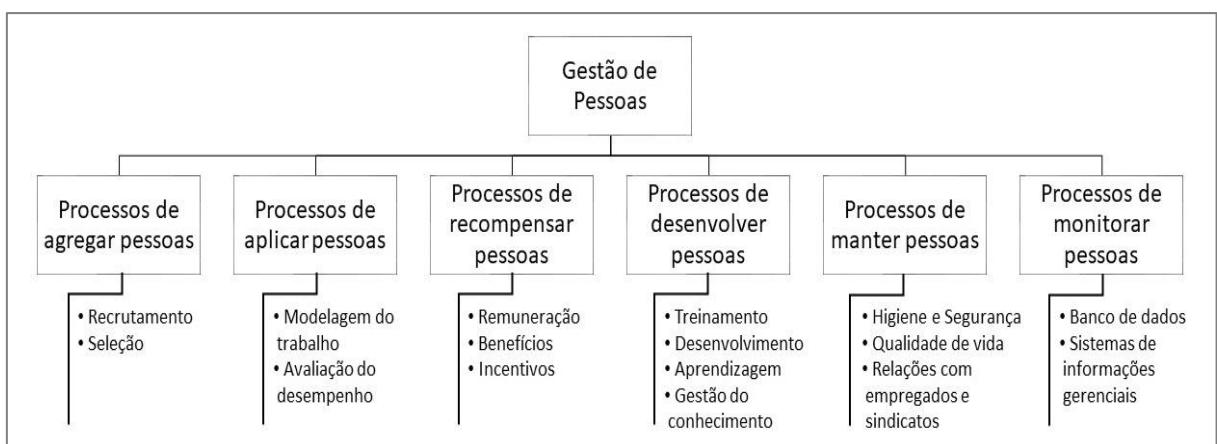 Gestão de
Pessoas
Processos de
agregar pessoas
• Recrutamento
• Seleção
Processos de
aplicar pessoas
• Modelagem do
trabalho
• Avaliação do
desempenho
Processos de
recompensar
pessoas
• Remuneração
• Benefícios
• Incentivos
Processos de
desenvolver
pessoas
• Treinamento
• Desenvolvimento
• Aprendizagem
• Gestão do
conhecimento
Processos de
manter pessoas
• Higiene e Segurança
• Qualidade de vida
• Relações com
empregados e
sindicatos
Processos de
monitorar
pessoas
• Banco de dados
• Sistemas de
informações
gerenciais